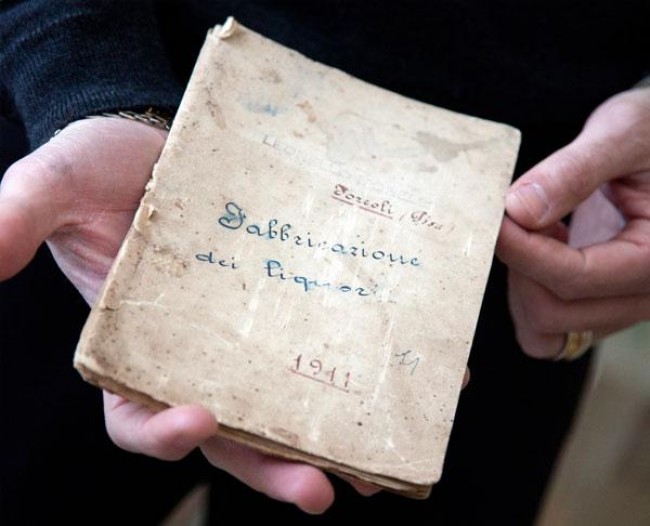 Forcoli (Pisa)
Fabbricazione
dei liquori
1911